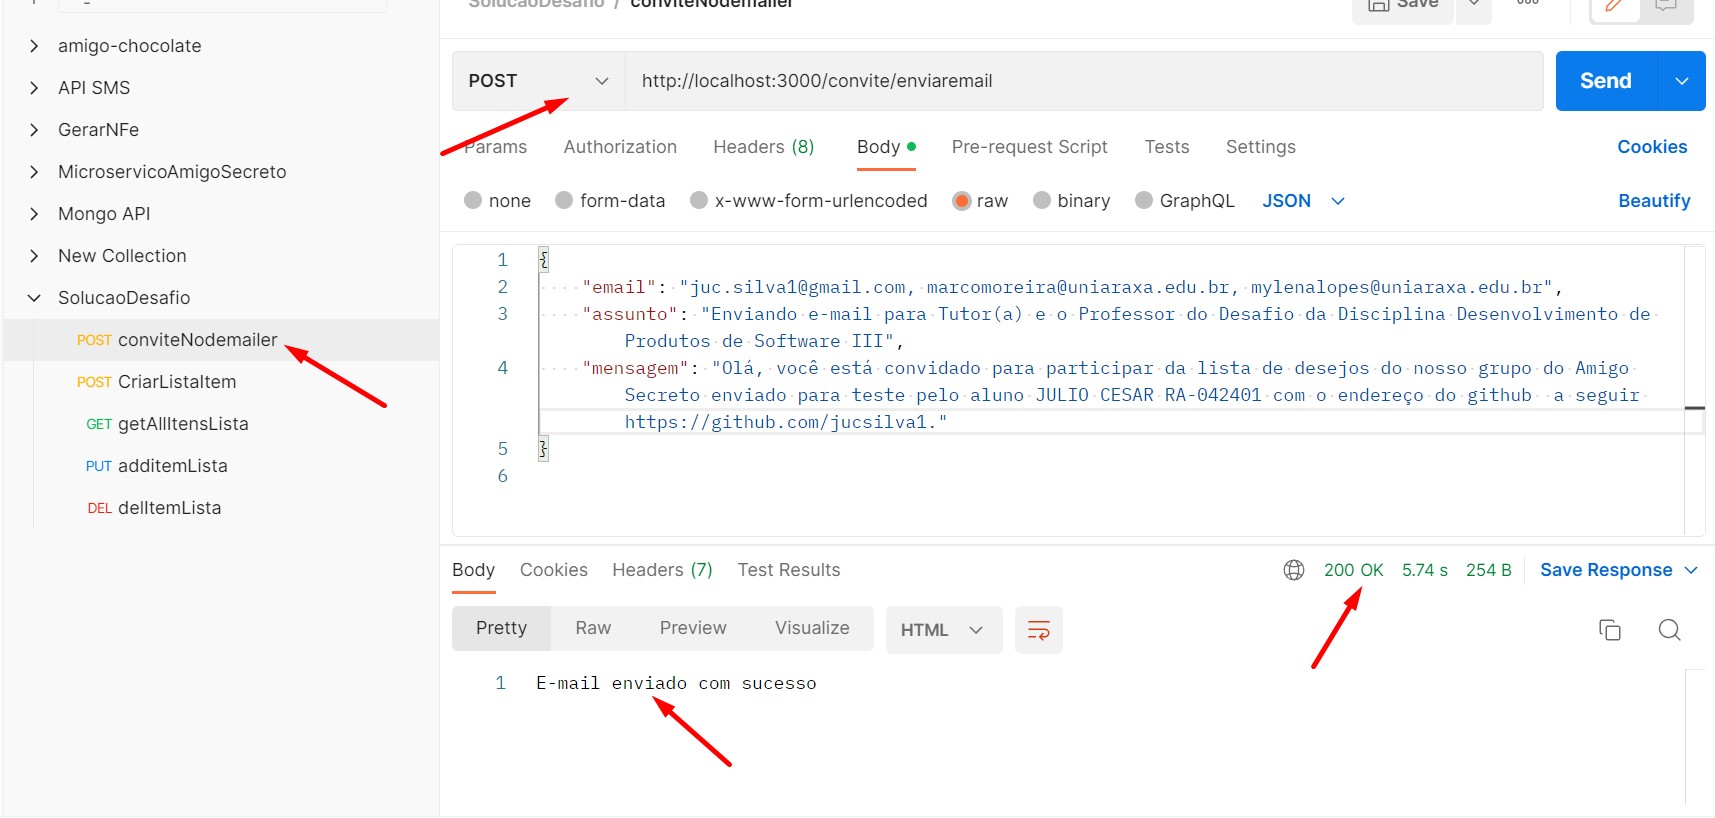 SolucaoDesafio / conviteNodemailer
Save
amigo-chocolate
API SMS
GerarNFe
MicroservicoAmigoSecreto
Mongo API
New Collection
SolucaoDesafio
POST conviteNodemailer
POST CriarListaItem
GET getAllItensLista
PUT additemLista
DEL delItemLista
POST http://localhost:3000/convite/enviaremail Send
Params Authorization Headers (8) Body Pre-request Script Tests Settings Cookies
none form-data x-www-form-urlencoded raw binary GraphQL JSON Beautify
1 {
2 "email": "juc.silva1@gmail.com, marcomoreira@uniaraxa.edu.br, mylenalopes@uniaraxa.edu.br",
3 "assunto": "Enviando e-mail para Tutor(a) e o Professor do Desafio da Disciplina Desenvolvimento de
Produtos de Software III",
4 "mensagem": "Olá, você está convidado para participar da lista de desejos do nosso grupo do Amigo
Secreto enviado para teste pelo aluno JULIO CESAR RA-042401 com o endereço do github  a seguir
https://github.com/jucsilva1."
5 }
6
Body Cookies Headers (7) Test Results 200 OK 5.74 s 254 B Save Response
Pretty Raw Preview Visualize HTML
1 E-mail enviado com sucesso